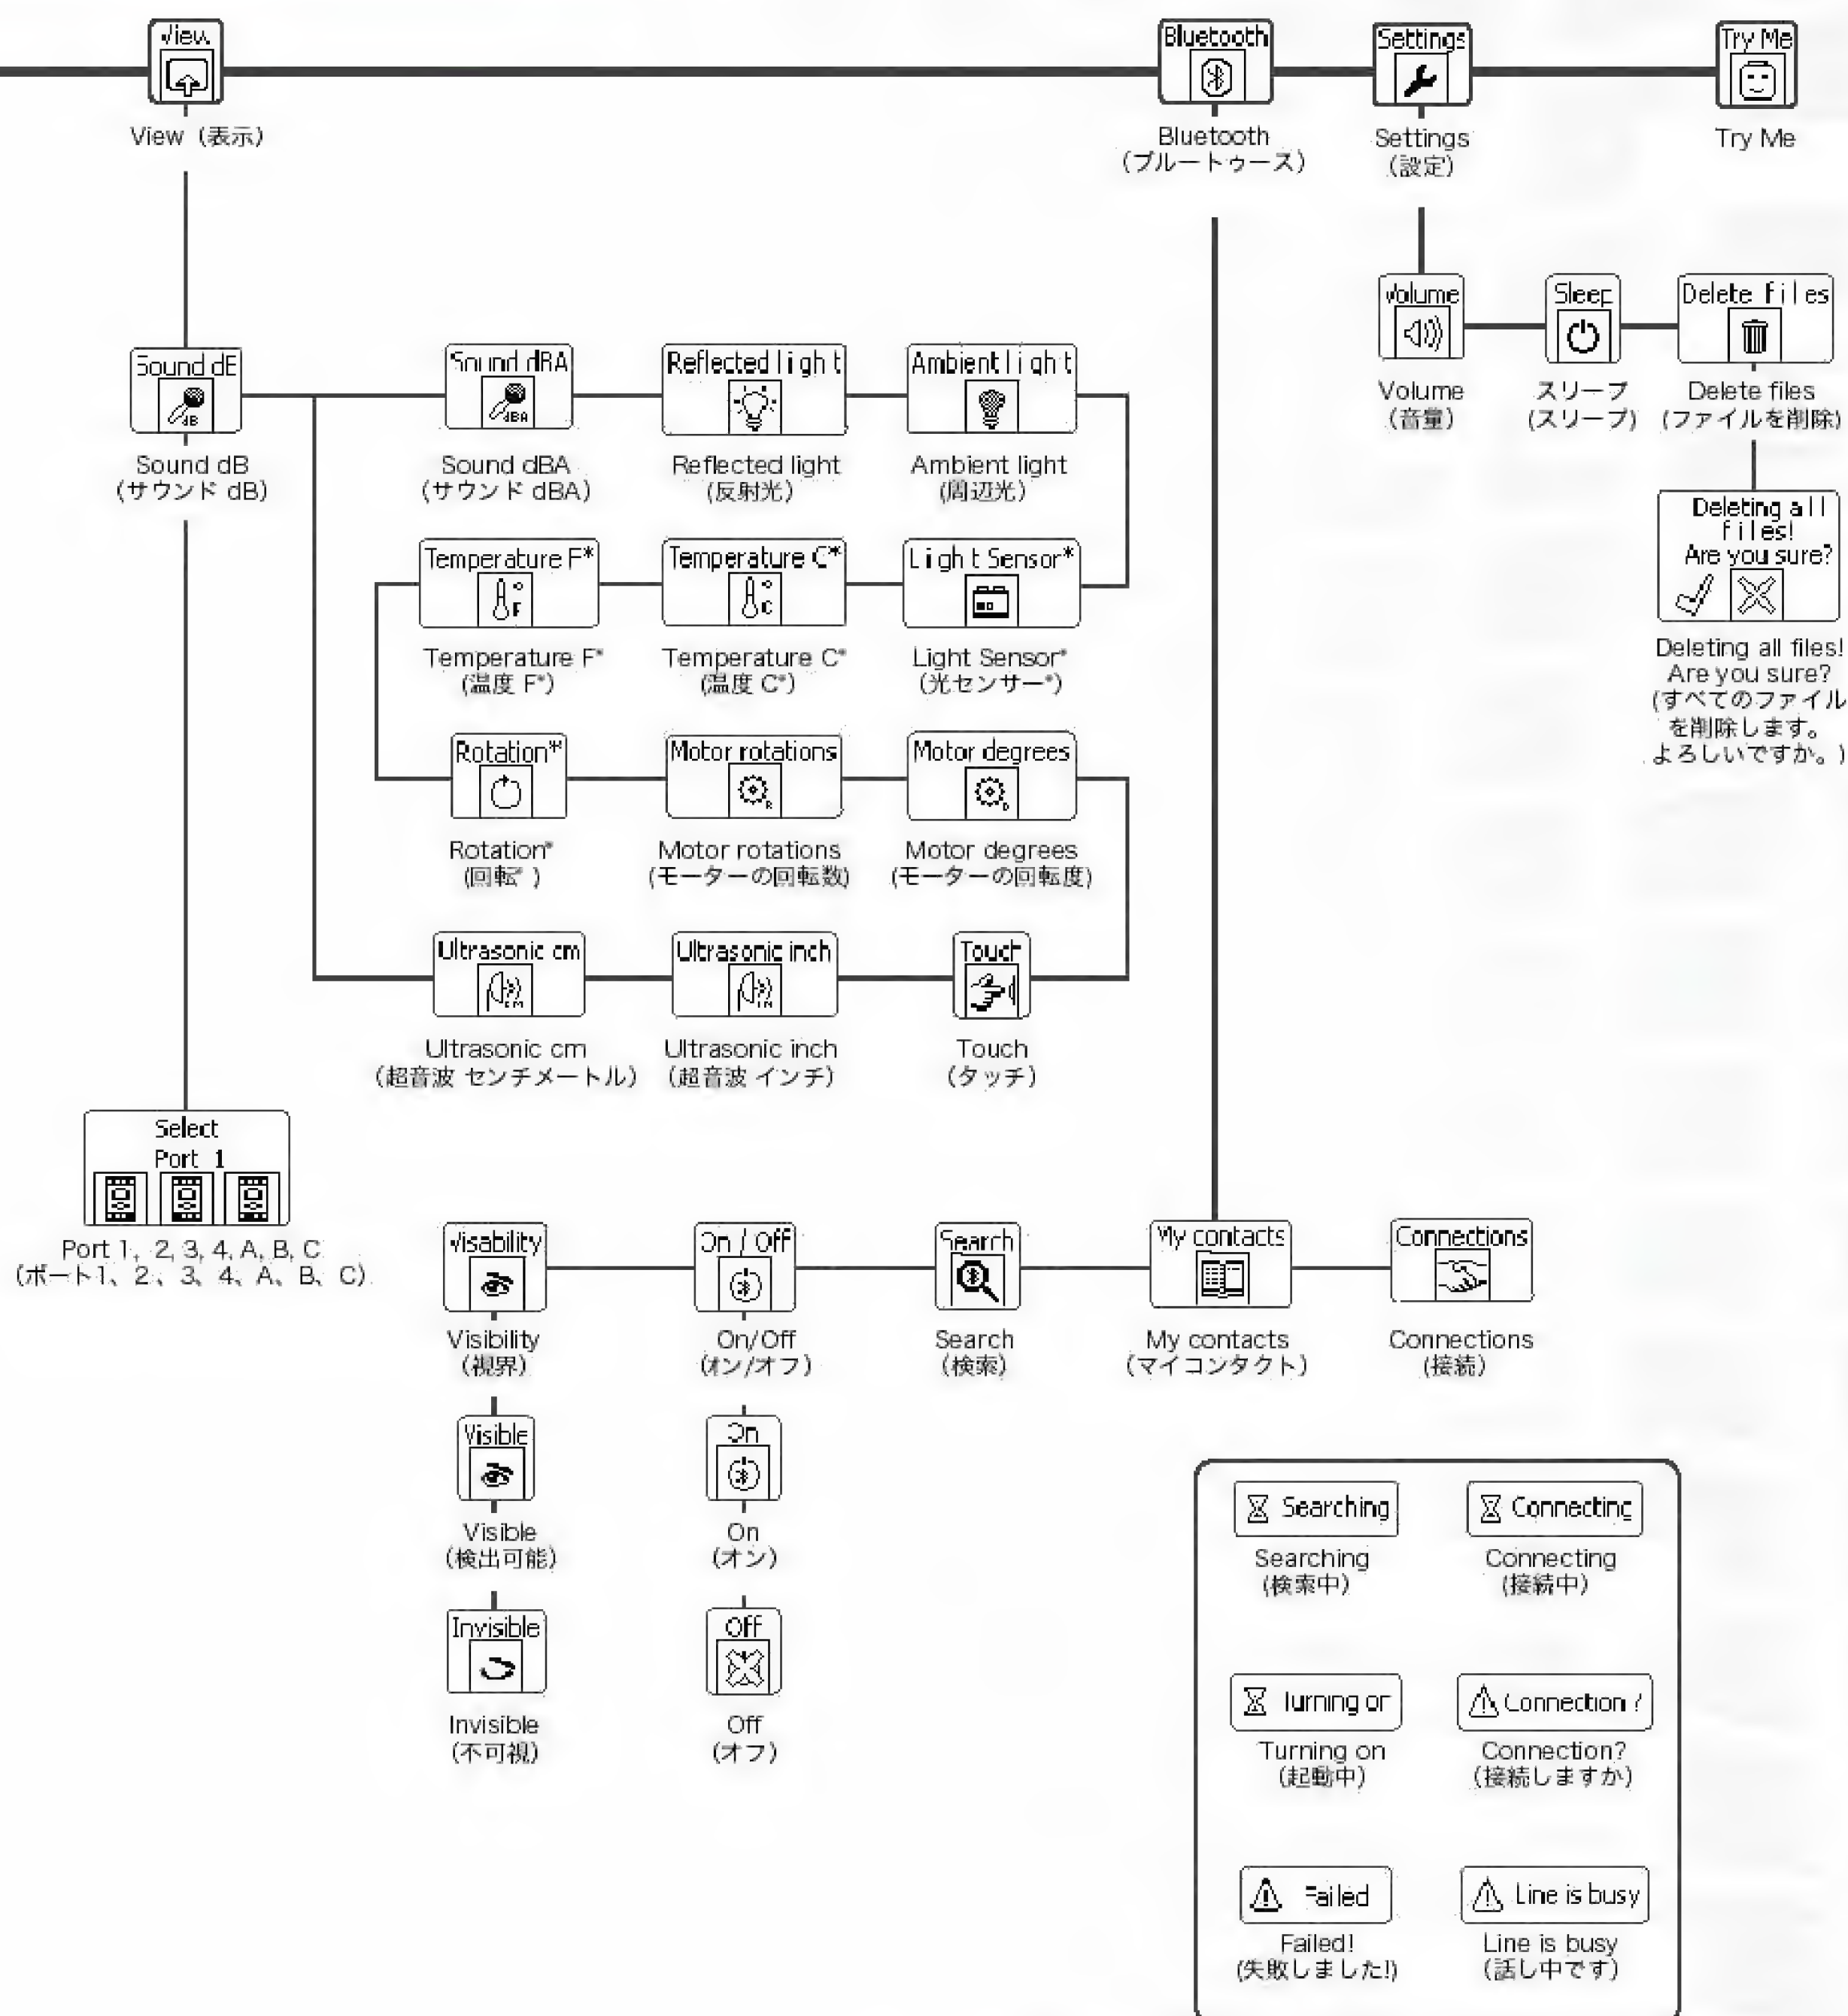 View
Bluetooth
Settings
Try Me
View（表示）
Bluetooth
（ブルートゥース）
Settings
（設定）
Try Me
Volume
Sleep
Delete files
Volume
（音量）
スリープ
(スリープ)
Delete files
(ファイルを削除)
Deleting all
files!
Are you sure?
Deleting all files!
Are you sure?
(すべてのファイル
を削除します。
よろしいですか。)
Sound dB
dB
Sound dBA
dBA
Reflected light
Ambient light
Sound dB
（サウンド dB）
Sound dBA
（サウンド dBA）
Reflected light
(反射光）
Ambient light
(周辺光）
Temperature F*
°F
Temperature C*
°C
Light Sensor*
Temperature F*
(温度 F*）
Temperature C*
(温度 C*）
Light Sensor*
（光センサー*）
Rotation*
Motor rotations
R
Motor degrees
D
Rotation*
(回転* )
Motor rotations
(モーターの回転数)
Motor degrees
(モーターの回転度)
Ultrasonic cm
CM
Ultrasonic inch
IN
Touch
Ultrasonic cm
（超音波 センチメートル）
Ultrasonic inch
（超音波 インチ）
Touch
（タッチ）
Select
Port 1
Port 1, 2, 3, 4, A, B, C
（ポート1、2、3、4、A、B、C）
Visability
On / Off
Search
My contacts
Connections
Visibility
（視界）
On/Off
（オン/オフ）
Search
（検索）
My contacts
（マイコンタクト）
Connections
（接続）
Visible
On
Visible
（検出可能）
On
（オン）
Invisible
Off
Invisible
（不可視）
Off
（オフ）
Searching
Connecting
Searching
（検索中）
Connecting
（接続中）
Turning on
Connection?
Turning on
（起動中）
Connection?
（接続しますか）
Failed
Line is busy
Failed!
(失敗しました!)
Line is busy
（話し中です）